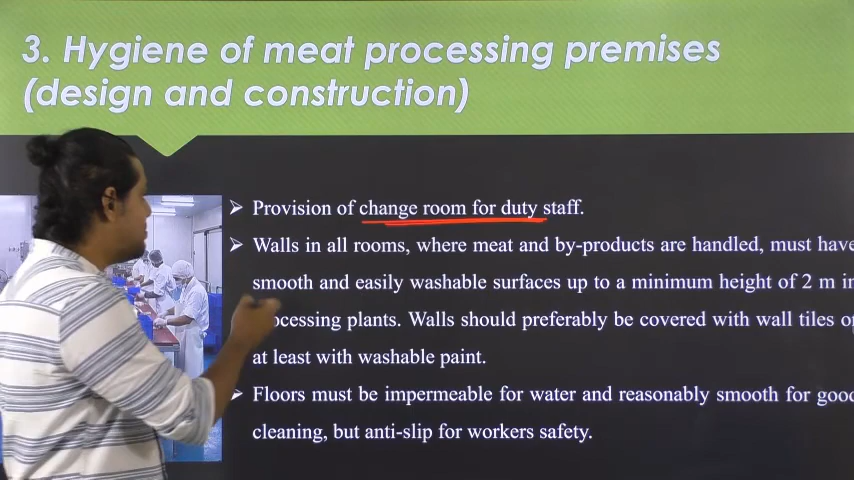 3. Hygiene of meat processing premises
(design and construction)
Provision of change room for duty staff.
Walls in all rooms, where meat and by-products are handled, must have
smooth and easily washable surfaces up to a minimum height of 2 m in
plants. Walls should preferably be covered with wall tiles or
at least with washable paint.
Floors must be impermeable for water and reasonably smooth for good
cleaning, but anti-slip for workers safety.